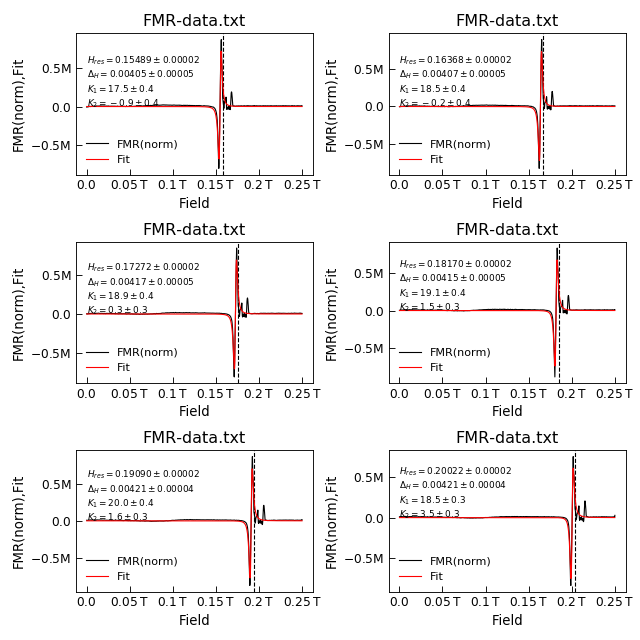 FMR-data.txt
FMR(norm),Fit
0.5M
0.0
−0.5M
H_res = 0.15489 ± 0.00002
Δ_H = 0.00405 ± 0.00005
K_1 = 17.5 ± 0.4
K_2 = −0.9 ± 0.4
FMR(norm)
Fit
0.0 0.05 T 0.1 T 0.15 T 0.2 T 0.25 T
Field
FMR-data.txt
FMR(norm),Fit
0.5M
0.0
−0.5M
H_res = 0.16368 ± 0.00002
Δ_H = 0.00407 ± 0.00005
K_1 = 18.5 ± 0.4
K_2 = −0.2 ± 0.4
FMR(norm)
Fit
0.0 0.05 T 0.1 T 0.15 T 0.2 T 0.25 T
Field
FMR-data.txt
FMR(norm),Fit
0.5M
0.0
−0.5M
H_res = 0.17272 ± 0.00002
Δ_H = 0.00417 ± 0.00005
K_1 = 18.9 ± 0.4
K_2 = 0.3 ± 0.3
FMR(norm)
Fit
0.0 0.05 T 0.1 T 0.15 T 0.2 T 0.25 T
Field
FMR-data.txt
FMR(norm),Fit
0.5M
0.0
−0.5M
H_res = 0.18170 ± 0.00002
Δ_H = 0.00415 ± 0.00005
K_1 = 19.1 ± 0.4
K_2 = 1.5 ± 0.3
FMR(norm)
Fit
0.0 0.05 T 0.1 T 0.15 T 0.2 T 0.25 T
Field
FMR-data.txt
FMR(norm),Fit
0.5M
0.0
−0.5M
H_res = 0.19090 ± 0.00002
Δ_H = 0.00421 ± 0.00004
K_1 = 20.0 ± 0.4
K_2 = 1.6 ± 0.3
FMR(norm)
Fit
0.0 0.05 T 0.1 T 0.15 T 0.2 T 0.25 T
Field
FMR-data.txt
FMR(norm),Fit
0.5M
0.0
−0.5M
H_res = 0.20022 ± 0.00002
Δ_H = 0.00421 ± 0.00004
K_1 = 18.5 ± 0.3
K_2 = 3.5 ± 0.3
FMR(norm)
Fit
0.0 0.05 T 0.1 T 0.15 T 0.2 T 0.25 T
Field